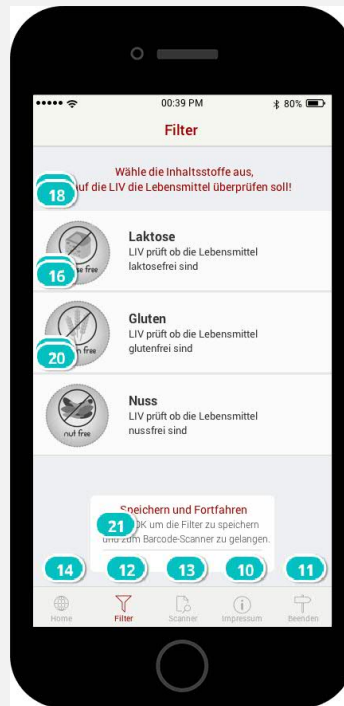 00:39 PM
80%
Filter
Wähle die Inhaltsstoffe aus,
auf die LIV die Lebensmittel überprüfen soll!
18
Laktose
LIV prüft ob die Lebensmittel
laktosefrei sind
16
free
Gluten
LIV prüft ob die Lebensmittel
glutenfrei sind
20
free
Nuss
LIV prüft ob die Lebensmittel
nussfrei sind
nut free
Speichern und Fortfahren
21
OK um die Filter zu speichern
und zum Barcode-Scanner zu gelangen.
14 12 13 10 11
Home Filter Scanner Impressum Beenden